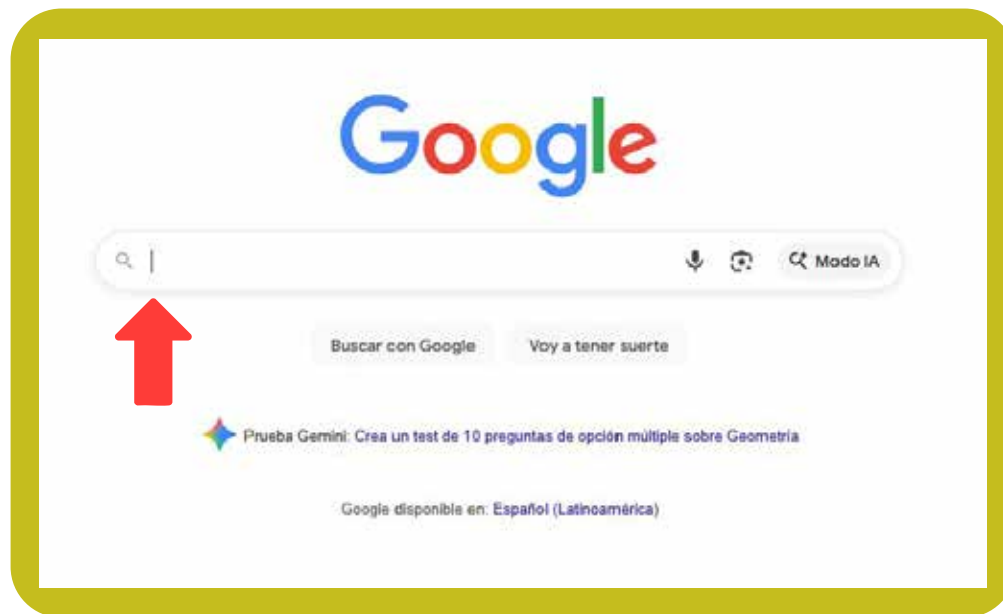 Google
Modo IA
Buscar con Google Voy a tener suerte
Prueba Gemini: Crea un test de 10 preguntas de opción múltiple sobre Geometría
Google disponible en: Español (Latinoamérica)